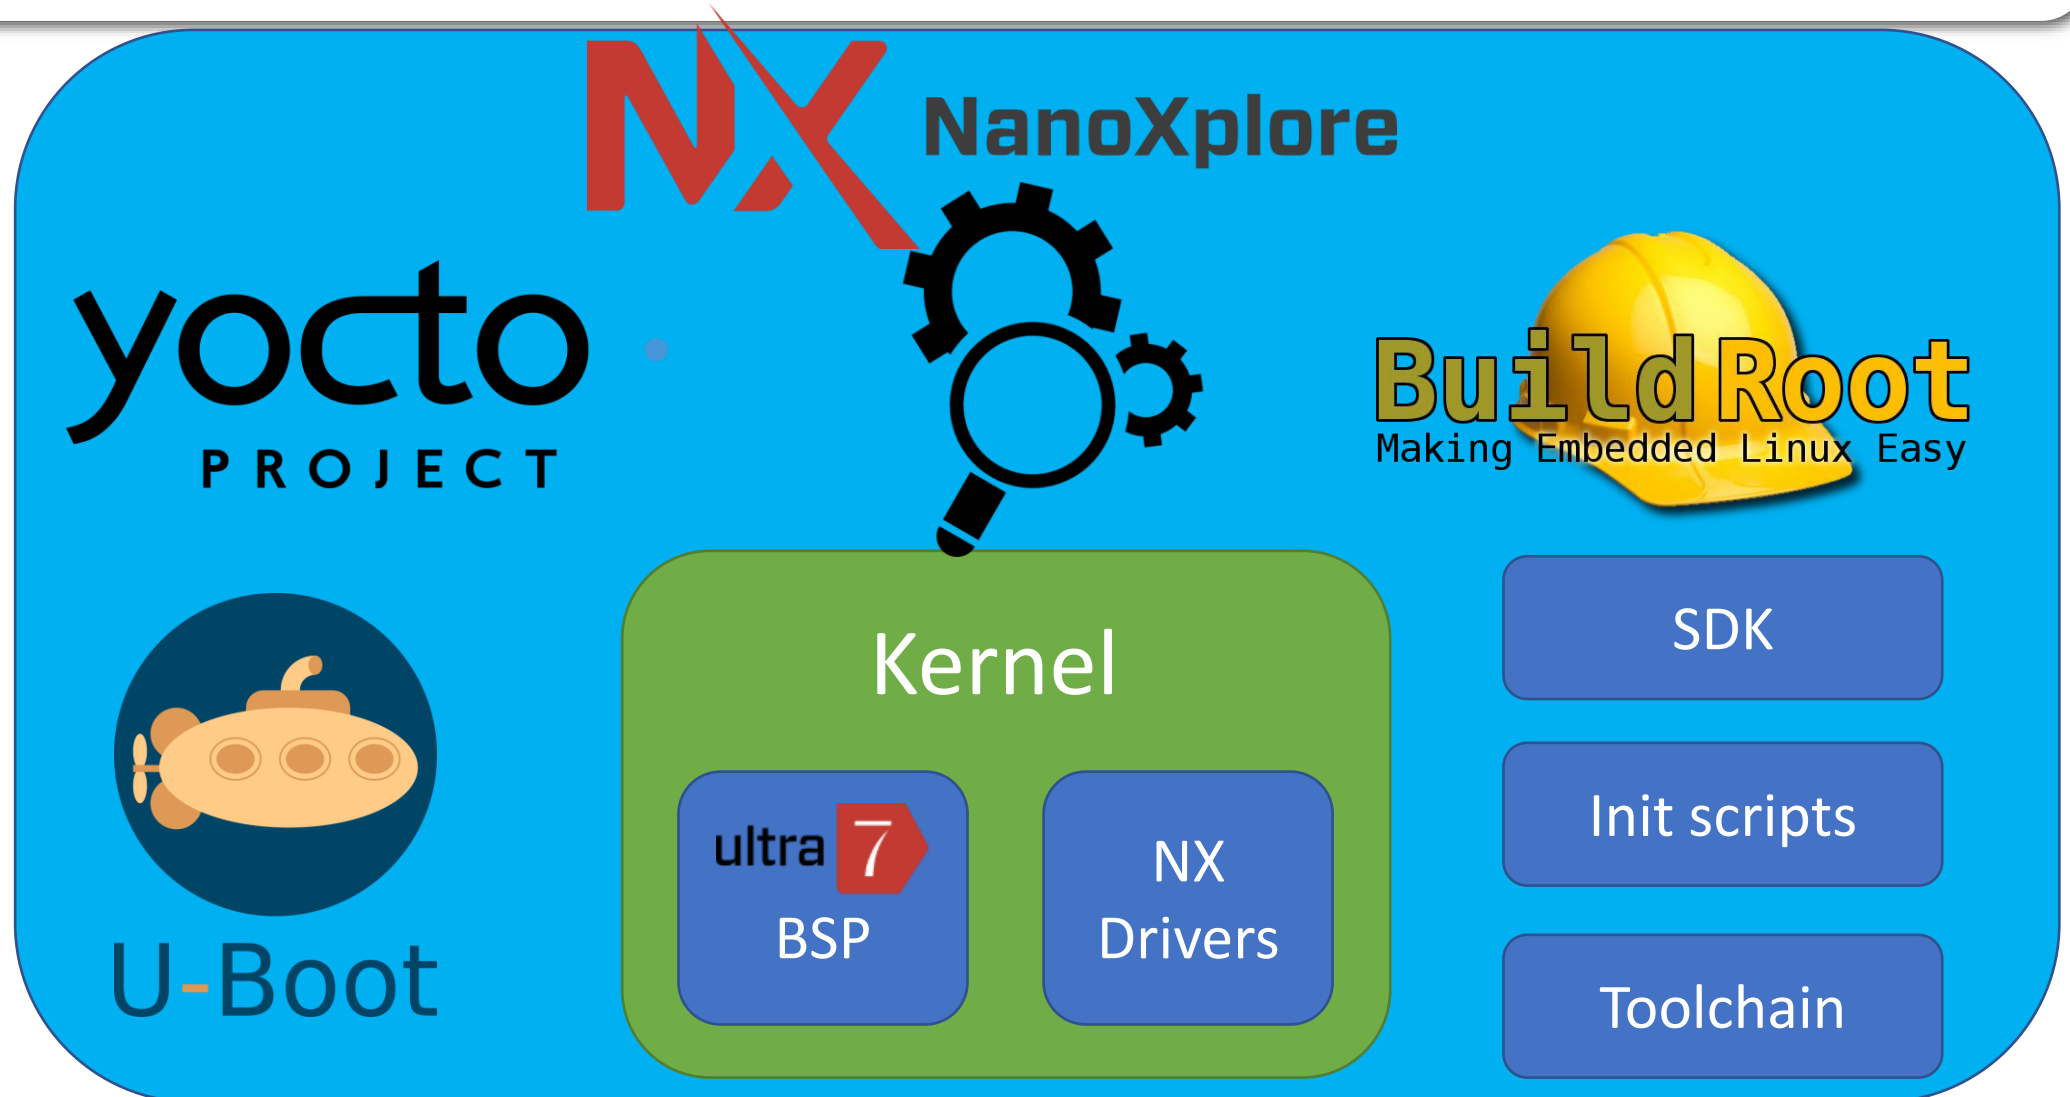 NX NanoXplore
yocto
PROJECT
BuildRoot
Making Embedded Linux Easy
U-Boot
Kernel
ultra 7
BSP
NX
Drivers
SDK
Init scripts
Toolchain